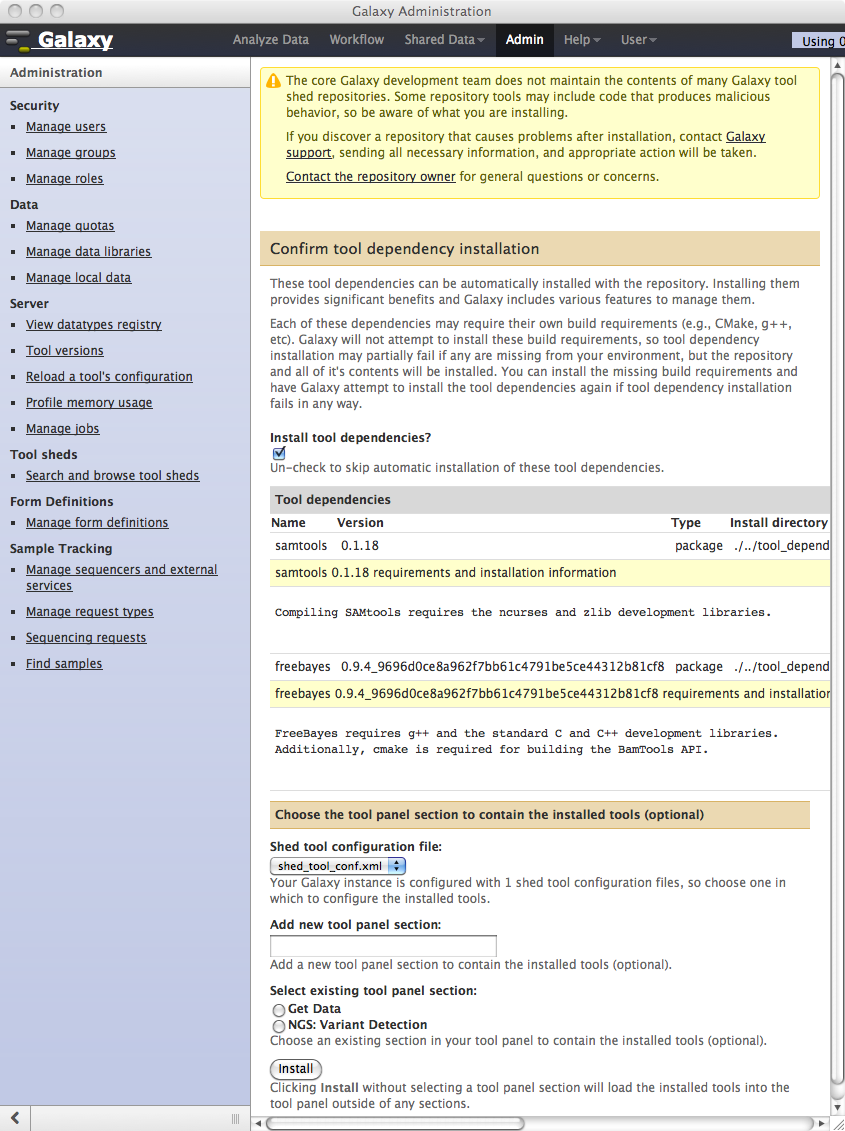 Galaxy Administration
Galaxy
Analyze Data
Workflow
Shared Data
Admin
Help
User
Using 0
Administration
Security
Manage users
Manage groups
Manage roles
Data
Manage quotas
Manage data libraries
Manage local data
Server
View datatypes registry
Tool versions
Reload a tool's configuration
Profile memory usage
Manage jobs
Tool sheds
Search and browse tool sheds
Form Definitions
Manage form definitions
Sample Tracking
Manage sequencers and external
services
Manage request types
Sequencing requests
Find samples
The core Galaxy development team does not maintain the contents of many Galaxy tool
shed repositories. Some repository tools may include code that produces malicious
behavior, so be aware of what you are installing.
If you discover a repository that causes problems after installation, contact Galaxy
support, sending all necessary information, and appropriate action will be taken.
Contact the repository owner for general questions or concerns.
Confirm tool dependency installation
These tool dependencies can be automatically installed with the repository. Installing them
provides significant benefits and Galaxy includes various features to manage them.
Each of these dependencies may require their own build requirements (e.g., CMake, g++,
etc). Galaxy will not attempt to install these build requirements, so tool dependency
installation may partially fail if any are missing from your environment, but the repository
and all of it's contents will be installed. You can install the missing build requirements and
have Galaxy attempt to install the tool dependencies again if tool dependency installation
fails in any way.
Install tool dependencies?
Un-check to skip automatic installation of these tool dependencies.
Tool dependencies
Name Version Type Install directory
samtools 0.1.18 package ./../tool_depend
samtools 0.1.18 requirements and installation information
Compiling SAMtools requires the ncurses and zlib development libraries.
freebayes 0.9.4_9696d0ce8a962f7bb61c4791be5ce44312b81cf8 package ./../tool_depend
freebayes 0.9.4_9696d0ce8a962f7bb61c4791be5ce44312b81cf8 requirements and installation
FreeBayes requires g++ and the standard C and C++ development libraries.
Additionally, cmake is required for building the BamTools API.
Choose the tool panel section to contain the installed tools (optional)
Shed tool configuration file:
shed_tool_conf.xml
Your Galaxy instance is configured with 1 shed tool configuration files, so choose one in
which to configure the installed tools.
Add new tool panel section:
Add a new tool panel section to contain the installed tools (optional).
Select existing tool panel section:
Get Data
NGS: Variant Detection
Choose an existing section in your tool panel to contain the installed tools (optional).
Install
Clicking Install without selecting a tool panel section will load the installed tools into the
tool panel outside of any sections.